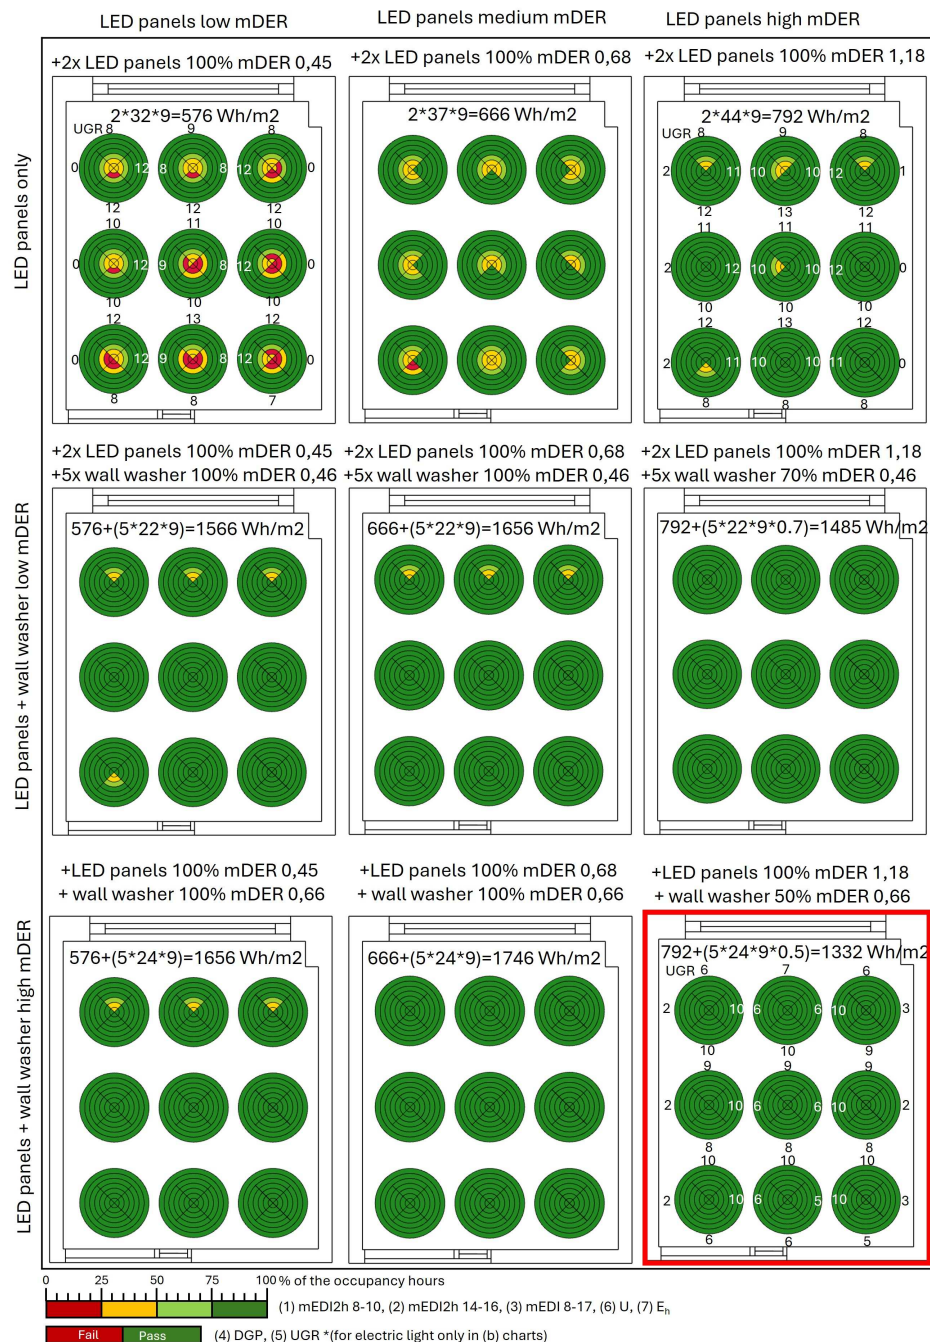 LED panels low mDER
LED panels medium mDER
LED panels high mDER
LED panels only
+2x LED panels 100% mDER 0,45
2*32*9=576 Wh/m2
UGR 8 9 8
0 12 8 8 12 0
12 12 12
10 11 10
0 12 9 8 12 0
10 10 10
12 13 12
0 12 9 8 12 0
8 8 7
+2x LED panels 100% mDER 0,68
2*37*9=666 Wh/m2
+2x LED panels 100% mDER 1,18
2*44*9=792 Wh/m2
UGR 8 9 8
2 11 10 10 12 1
12 13 12
11 11 11
2 12 10 10 12 0
10 10 10
12 13 12
2 11 10 10 11 0
8 8 8
LED panels + wall washer low mDER
+2x LED panels 100% mDER 0,45
+5x wall washer 100% mDER 0,46
576+(5*22*9)=1566 Wh/m2
+2x LED panels 100% mDER 0,68
+5x wall washer 100% mDER 0,46
666+(5*22*9)=1656 Wh/m2
+2x LED panels 100% mDER 1,18
+5x wall washer 70% mDER 0,46
792+(5*22*9*0.7)=1485 Wh/m2
LED panels + wall washer high mDER
+LED panels 100% mDER 0,45
+ wall washer 100% mDER 0,66
576+(5*24*9)=1656 Wh/m2
+LED panels 100% mDER 0,68
+ wall washer 100% mDER 0,66
666+(5*24*9)=1746 Wh/m2
+LED panels 100% mDER 1,18
+ wall washer 50% mDER 0,66
792+(5*24*9*0.5)=1332 Wh/m2
UGR 6 7 6
2 10 6 6 10 3
10 10 9
9 9 9
2 10 6 6 10 2
8 8 8
10 10 10
2 10 6 5 10 3
6 6 5
0 25 50 75 100 % of the occupancy hours
(1) mEDI2h 8-10, (2) mEDI2h 14-16, (3) mEDI 8-17, (6) U, (7) Eh
Fail Pass (4) DGP, (5) UGR *(for electric light only in (b) charts)